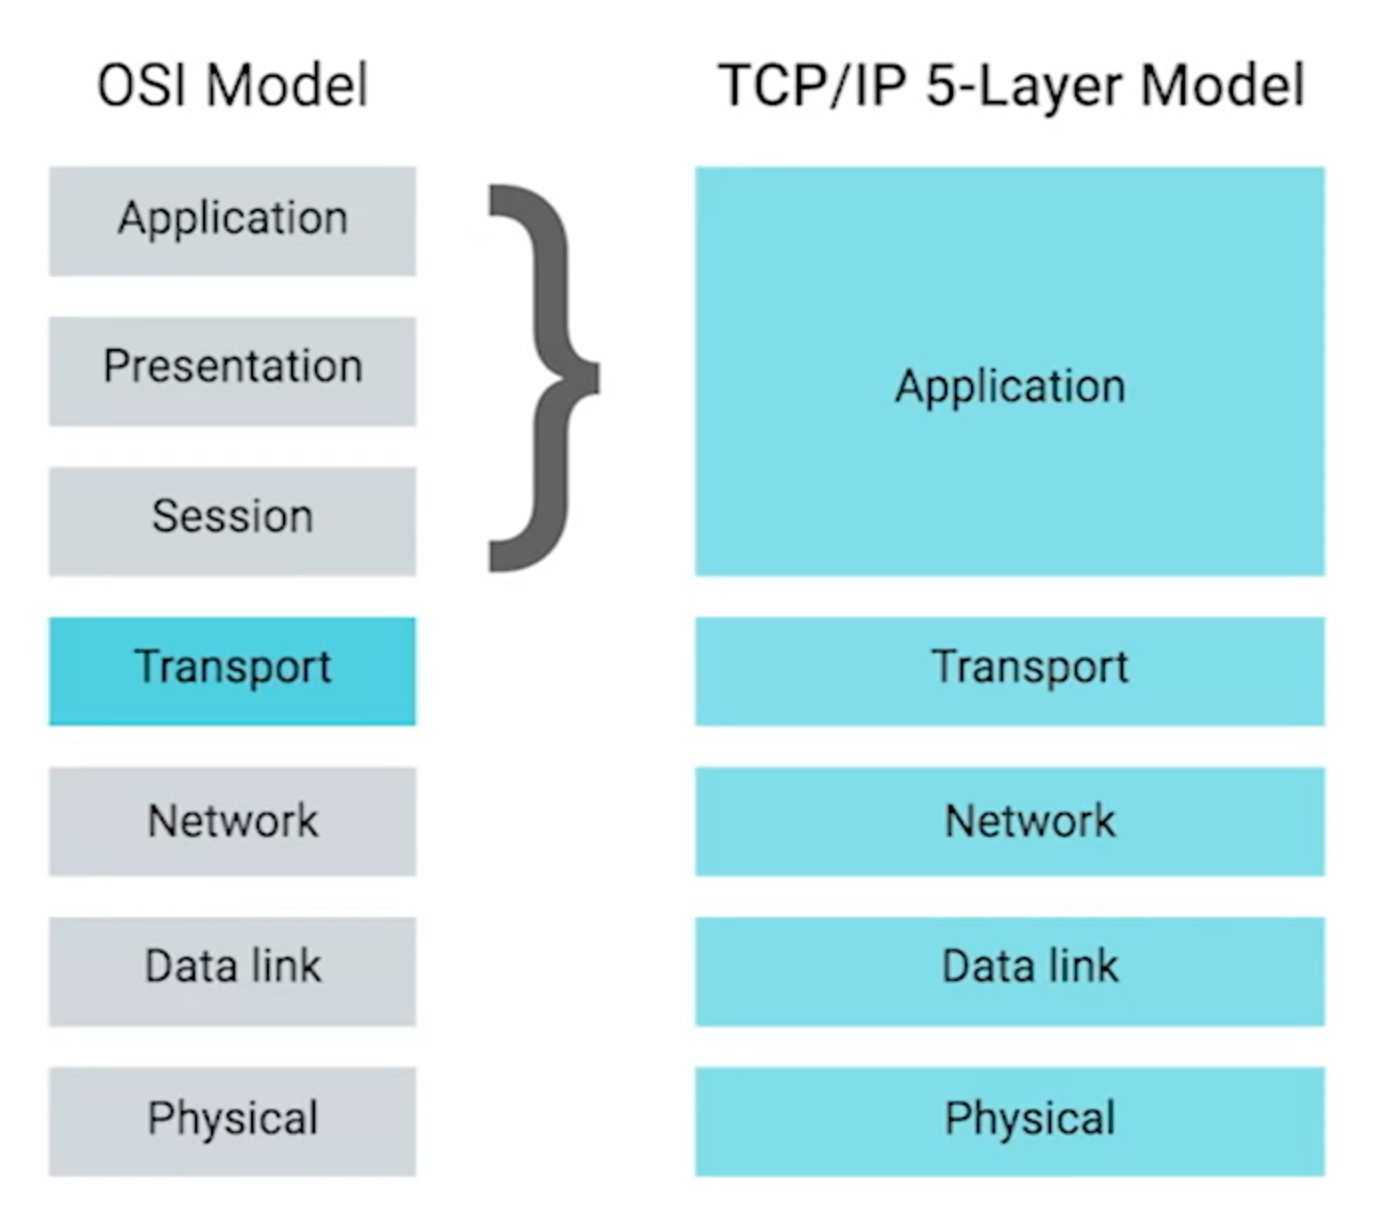 OSI Model
Application
Presentation
Session
Transport
Network
Data link
Physical
TCP/IP 5-Layer Model
Application
Transport
Network
Data link
Physical